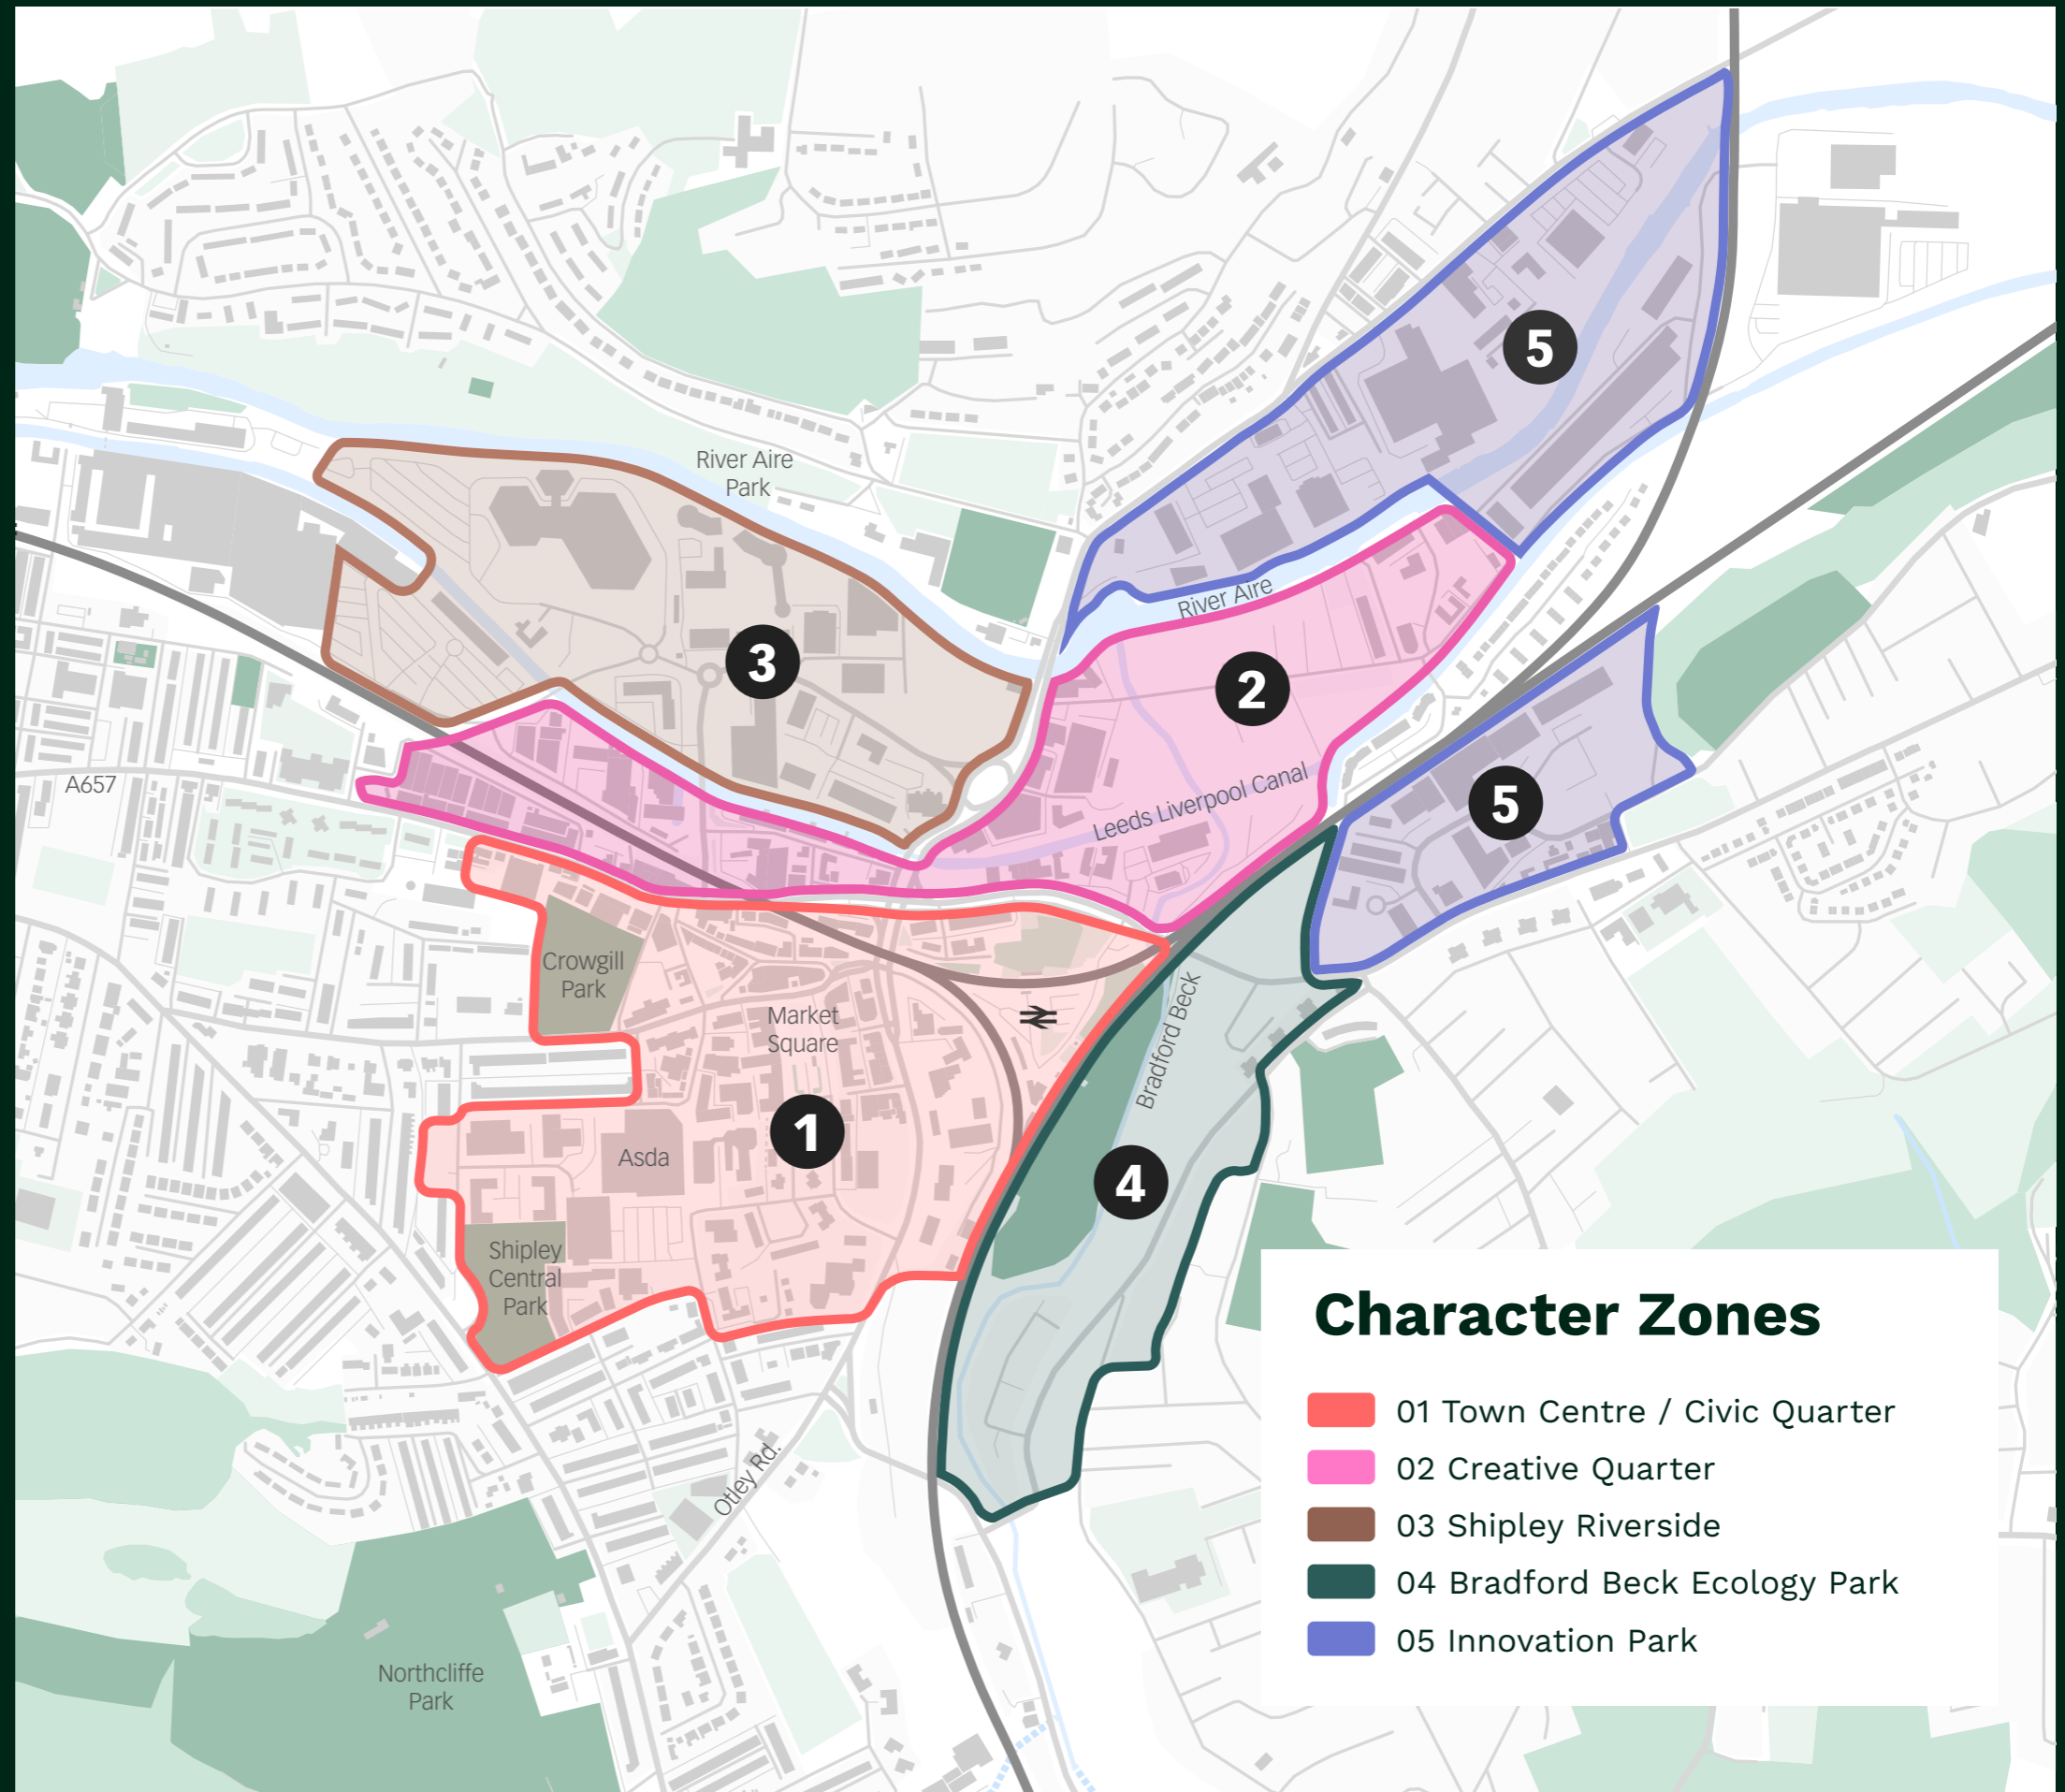 River Aire
Park
5
River Aire
3
2
A657
Leeds Liverpool Canal
5
Crowgill
Park
Market
Square
Bradford Beck
1
Asda
4
Shipley
Central
Park
Otley Rd.
Northcliffe
Park
Character Zones
01 Town Centre / Civic Quarter
02 Creative Quarter
03 Shipley Riverside
04 Bradford Beck Ecology Park
05 Innovation Park